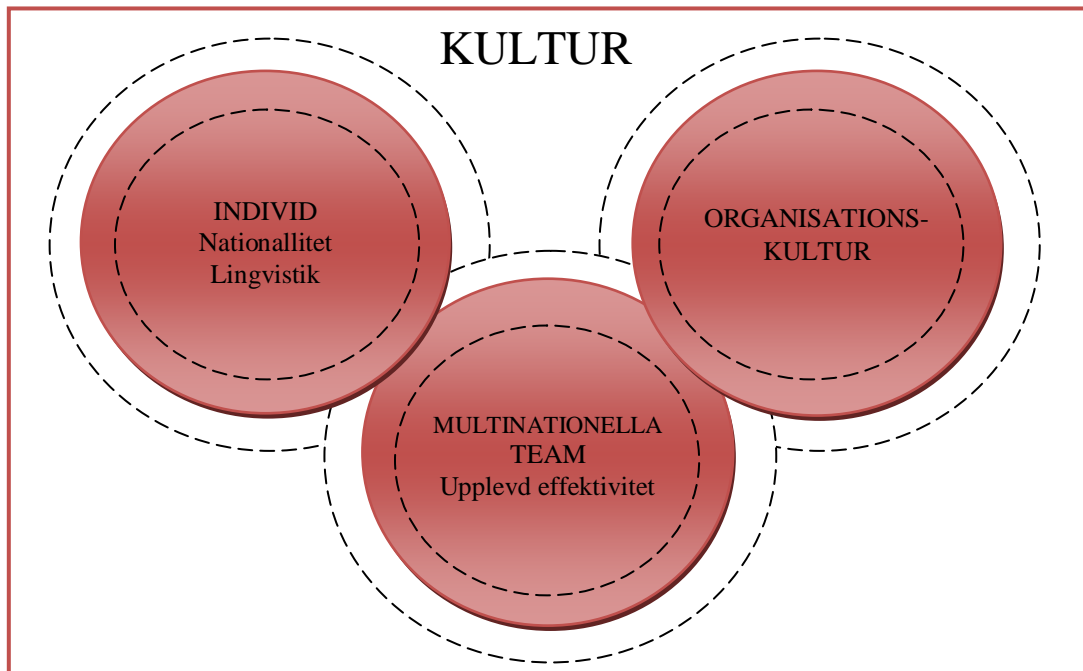 KULTUR
INDIVID
Nationallitet
Lingvistik
ORGANISATIONS-
KULTUR
MULTINATIONELLA
TEAM
Upplevd effektivitet